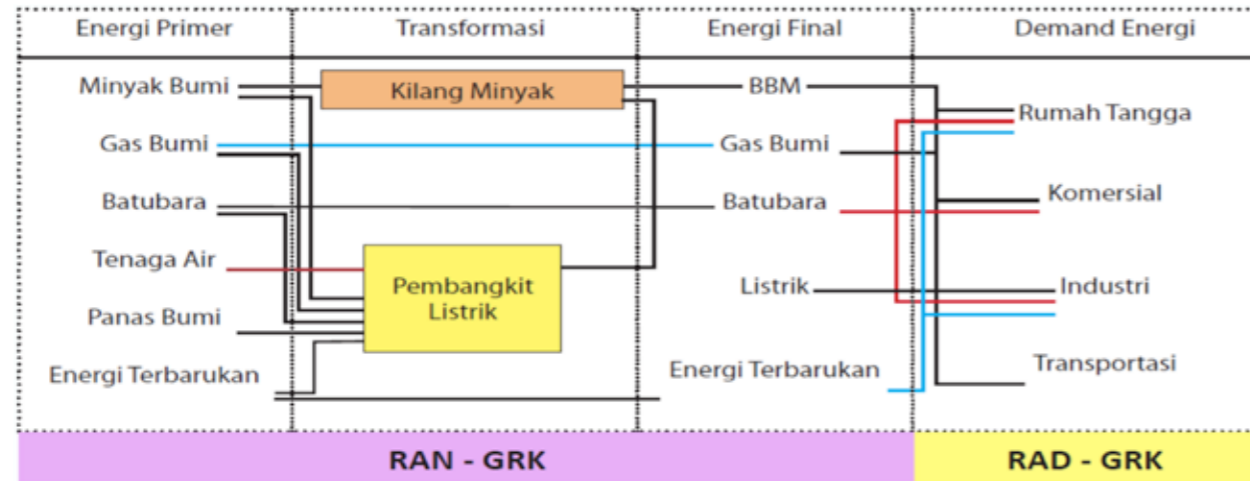 Energi Primer
Transformasi
Energi Final
Demand Energi
Minyak Bumi
Kilang Minyak
BBM
Rumah Tangga
Gas Bumi
Gas Bumi
Batubara
Batubara
Komersial
Tenaga Air
Pembangkit
Listrik
Listrik
Industri
Panas Bumi
Energi Terbarukan
Energi Terbarukan
Transportasi
RAN - GRK
RAD - GRK